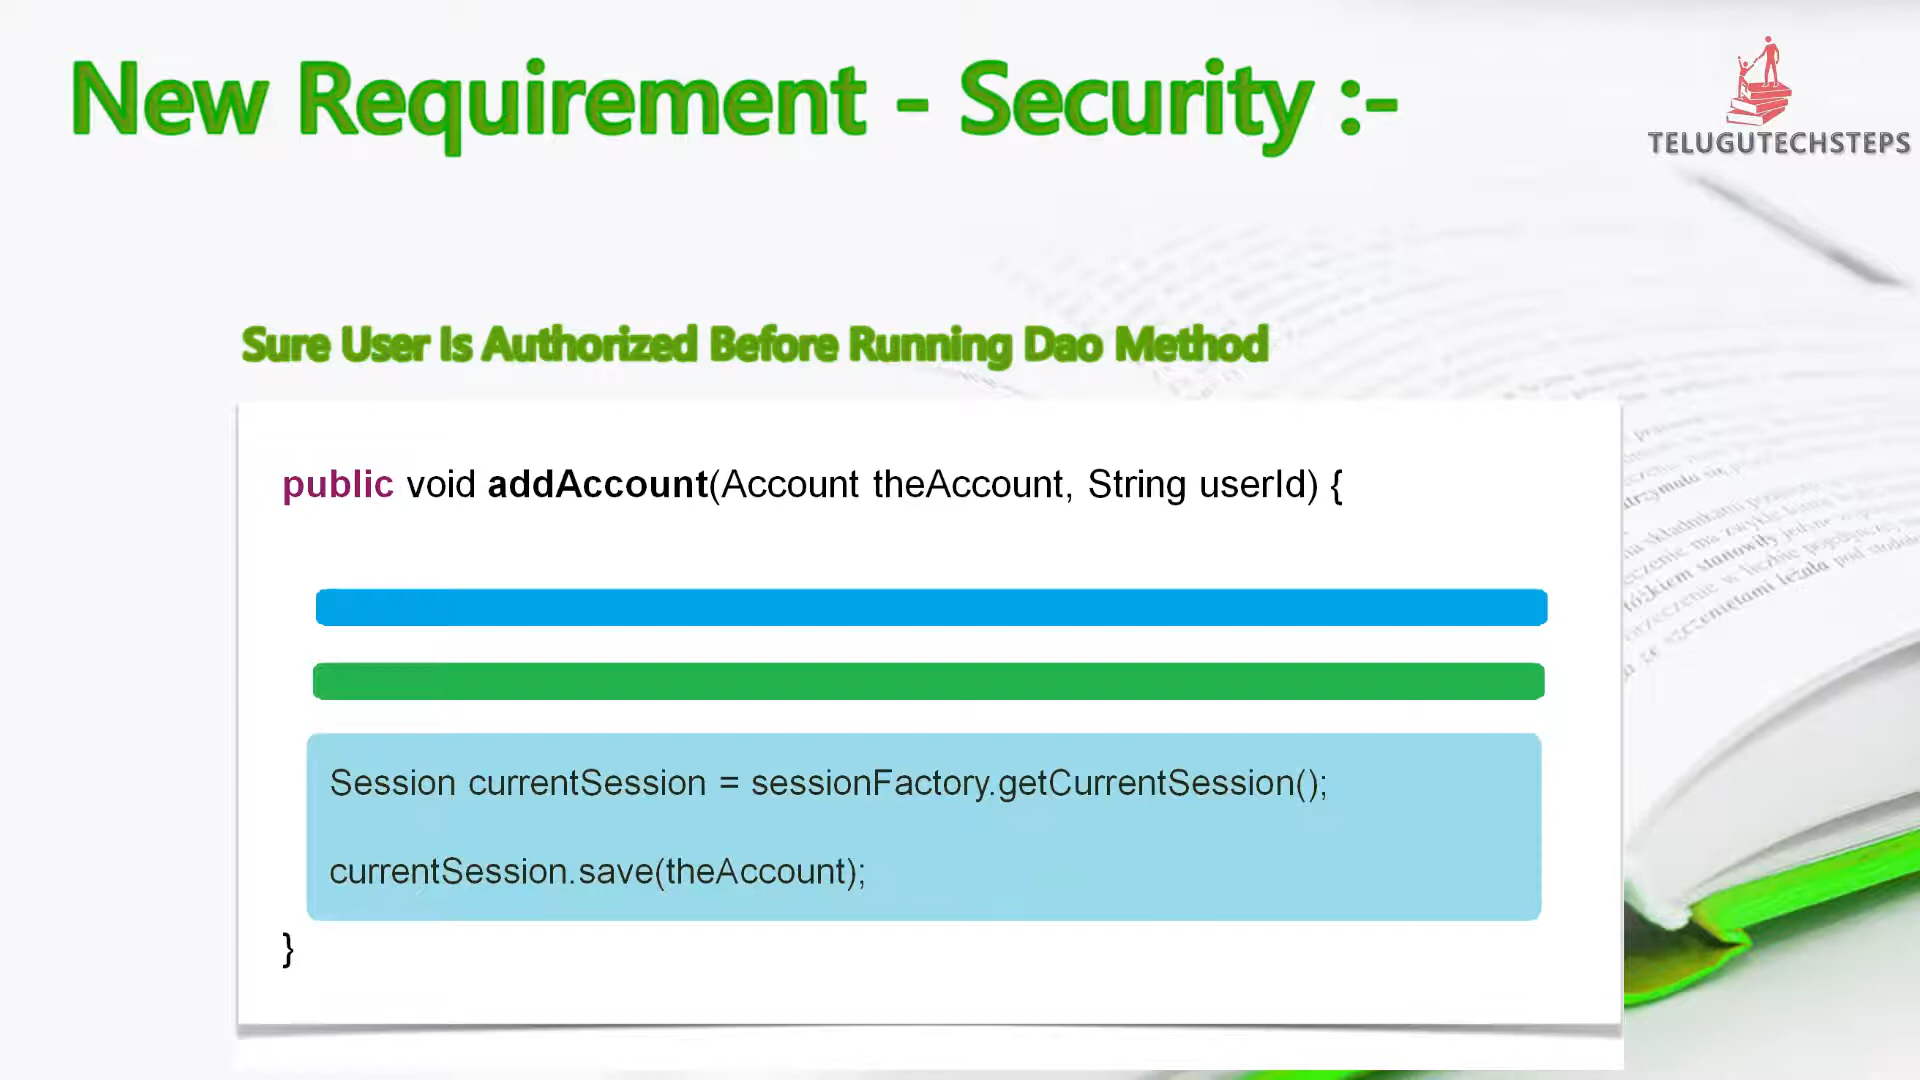 New Requirement - Security :-
TELUGUTECHSTEPS
Sure User Is Authorized Before Running Dao Method
public void addAccount(Account theAccount, String userId) {
Session currentSession = sessionFactory.getCurrentSession();
currentSession.save(theAccount);
}